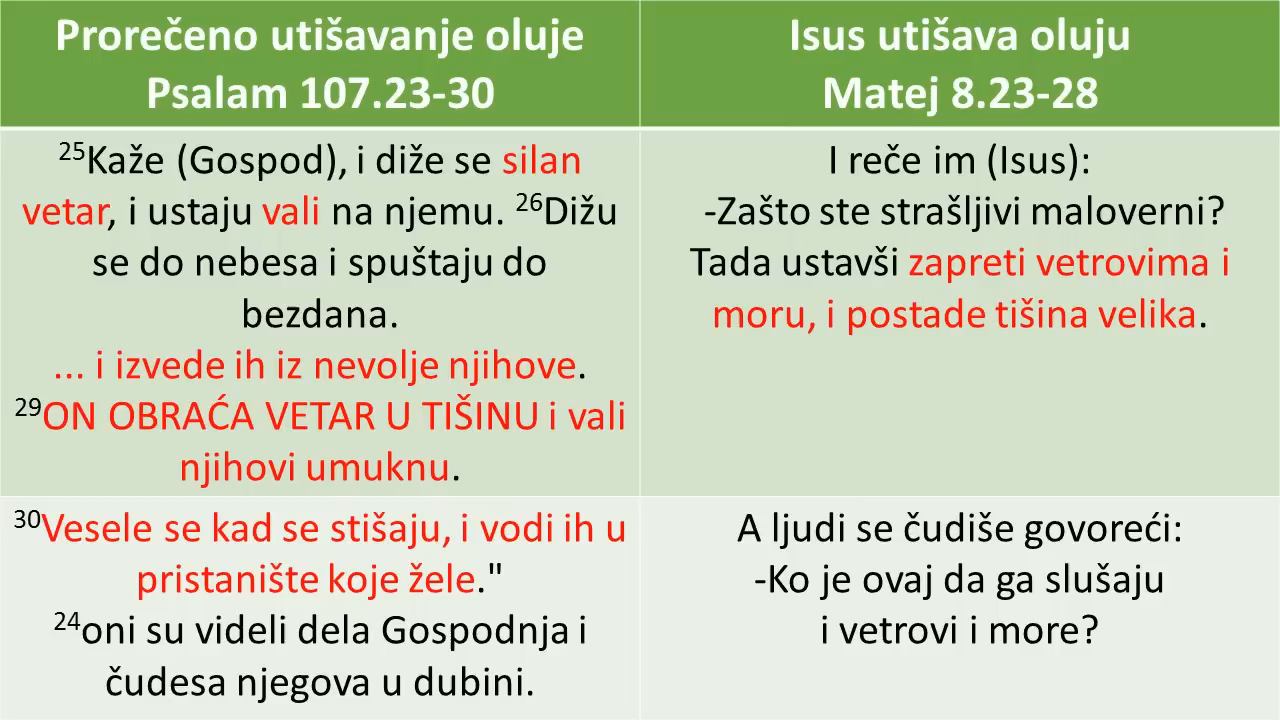 Prorečeno utišavanje oluje
Psalam 107.23-30
Isus utišava oluju
Matej 8.23-28
25Kaže (Gospod), i diže se silan
vetar, i ustaju vali na njemu. 26Dižu
se do nebesa i spuštaju do
bezdana.
... i izvede ih iz nevolje njihove.
29ON OBRAĆA VETAR U TIŠINU i vali
njihovi umuknu.
I reče im (Isus):
-Zašto ste strašljivi maloverni?
Tada ustavši zapreti vetrovima i
moru, i postade tišina velika.
30Vesele se kad se stišaju, i vodi ih u
pristanište koje žele."
24oni su videli dela Gospodnja i
čudesa njegova u dubini.
A ljudi se čudiše govoreći:
-Ko je ovaj da ga slušaju
i vetrovi i more?